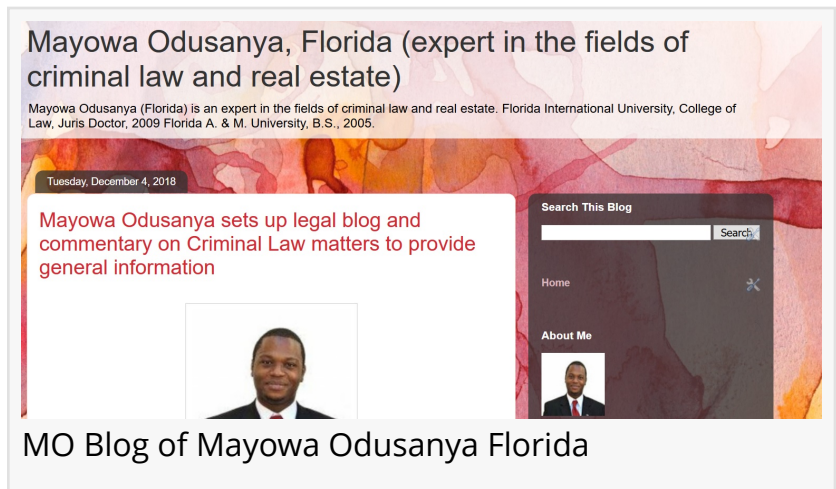 Mayowa Odusanya, Florida (expert in the fields of
criminal law and real estate)
Mayowa Odusanya (Florida) is an expert in the fields of criminal law and real estate. Florida International University, College of
Law, Juris Doctor, 2009 Florida A. & M. University, B.S., 2005.
Tuesday, December 4, 2018
Mayowa Odusanya sets up legal blog and
commentary on Criminal Law matters to provide
general information
Search This Blog
Search
Home
About Me
MO Blog of Mayowa Odusanya Florida